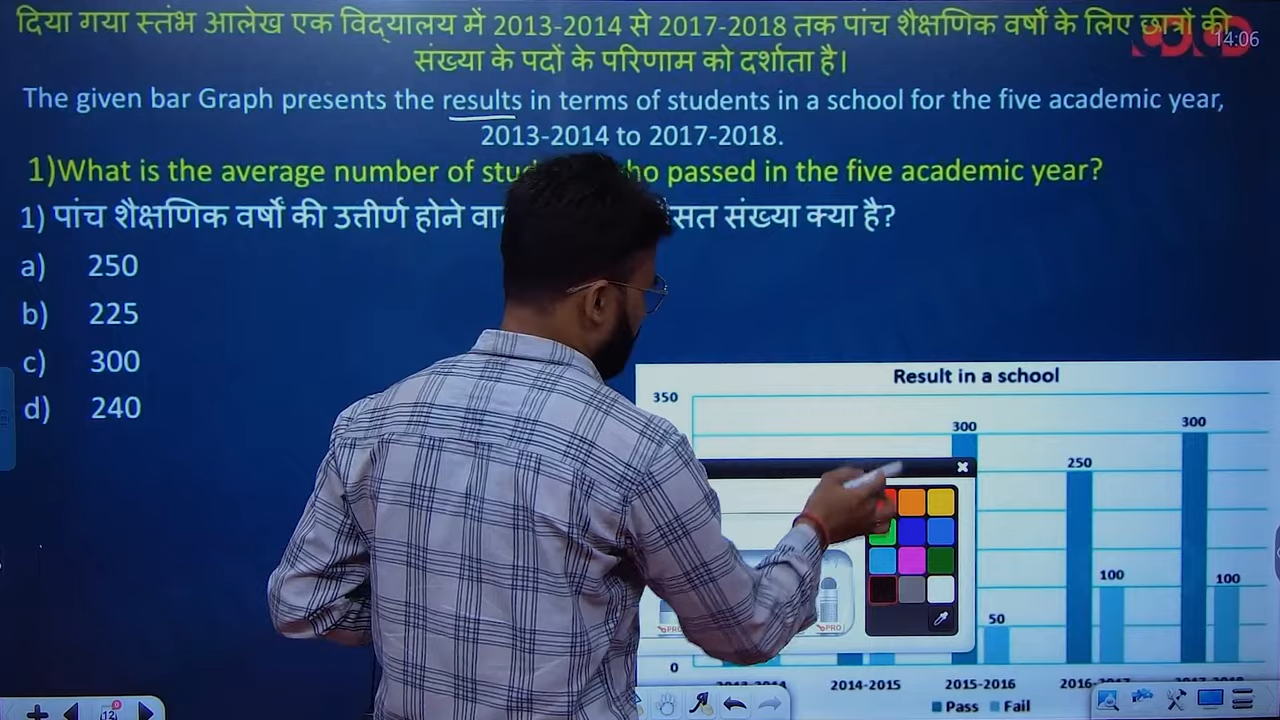 दिया गया स्तंभ आलेख एक विद्यालय में 2013-2014 से 2017-2018 तक पांच शैक्षणिक वर्षों के लिए छात्रों की
14:06
संख्या के पदों के परिणाम को दर्शाता है।
The given bar Graph presents the results in terms of students in a school for the five academic year,
2013-2014 to 2017-2018.
1)What is the average number of passed in the five academic year?
1) पांच शैक्षणिक वर्षों की उत्तीर्ण होने संख्या क्या है?
a) 250
b) 225
c) 300
d) 240
Result in a school
350
300
300
250
100
100
50
PRO
PRO
0
2014-2015
2015-2016
Pass Fail
12
0